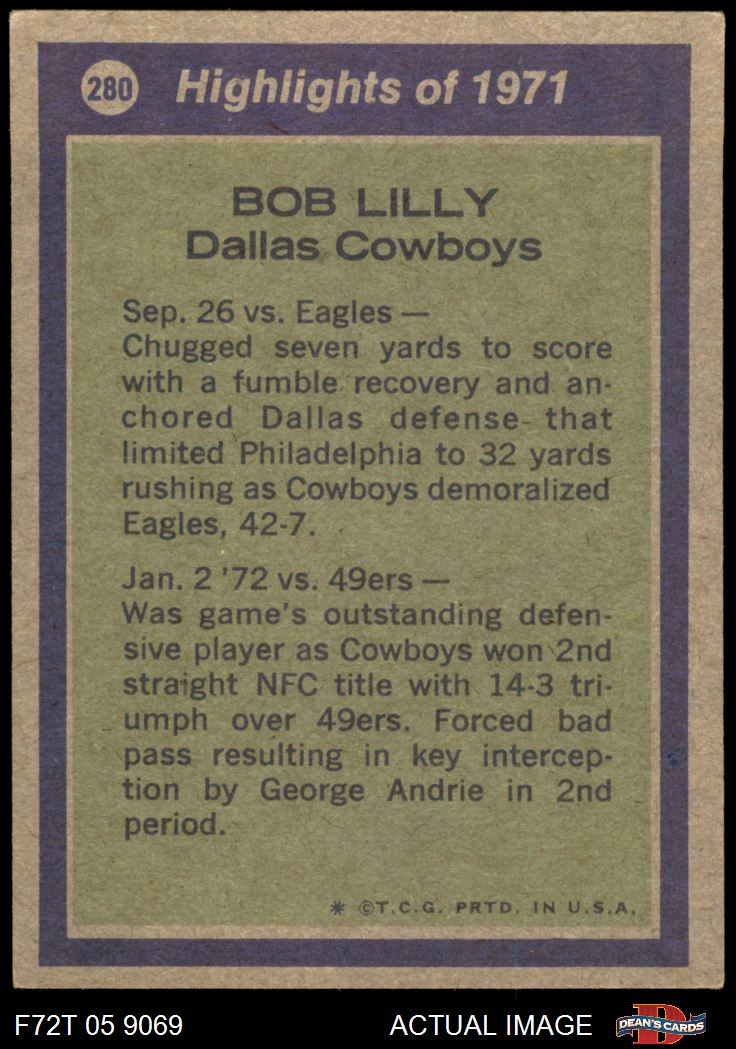 280 Highlights of 1971
BOB LILLY
Dallas Cowboys
Sep. 26 vs. Eagles —
Chugged seven yards to score
with a fumble recovery and an-
chored Dallas defense that
limited Philadelphia to 32 yards
rushing as Cowboys demoralized
Eagles, 42-7.
Jan. 2 '72 vs. 49ers —
Was game's outstanding defen-
sive player as Cowboys won 2nd
straight NFC title with 14-3 tri-
umph over 49ers. Forced bad
pass resulting in key intercep-
tion by George Andrie in 2nd
period.
* ©T.C.G. PRTD. IN U.S.A.
F72T 05 9069 ACTUAL IMAGE D DEAN'S CARDS